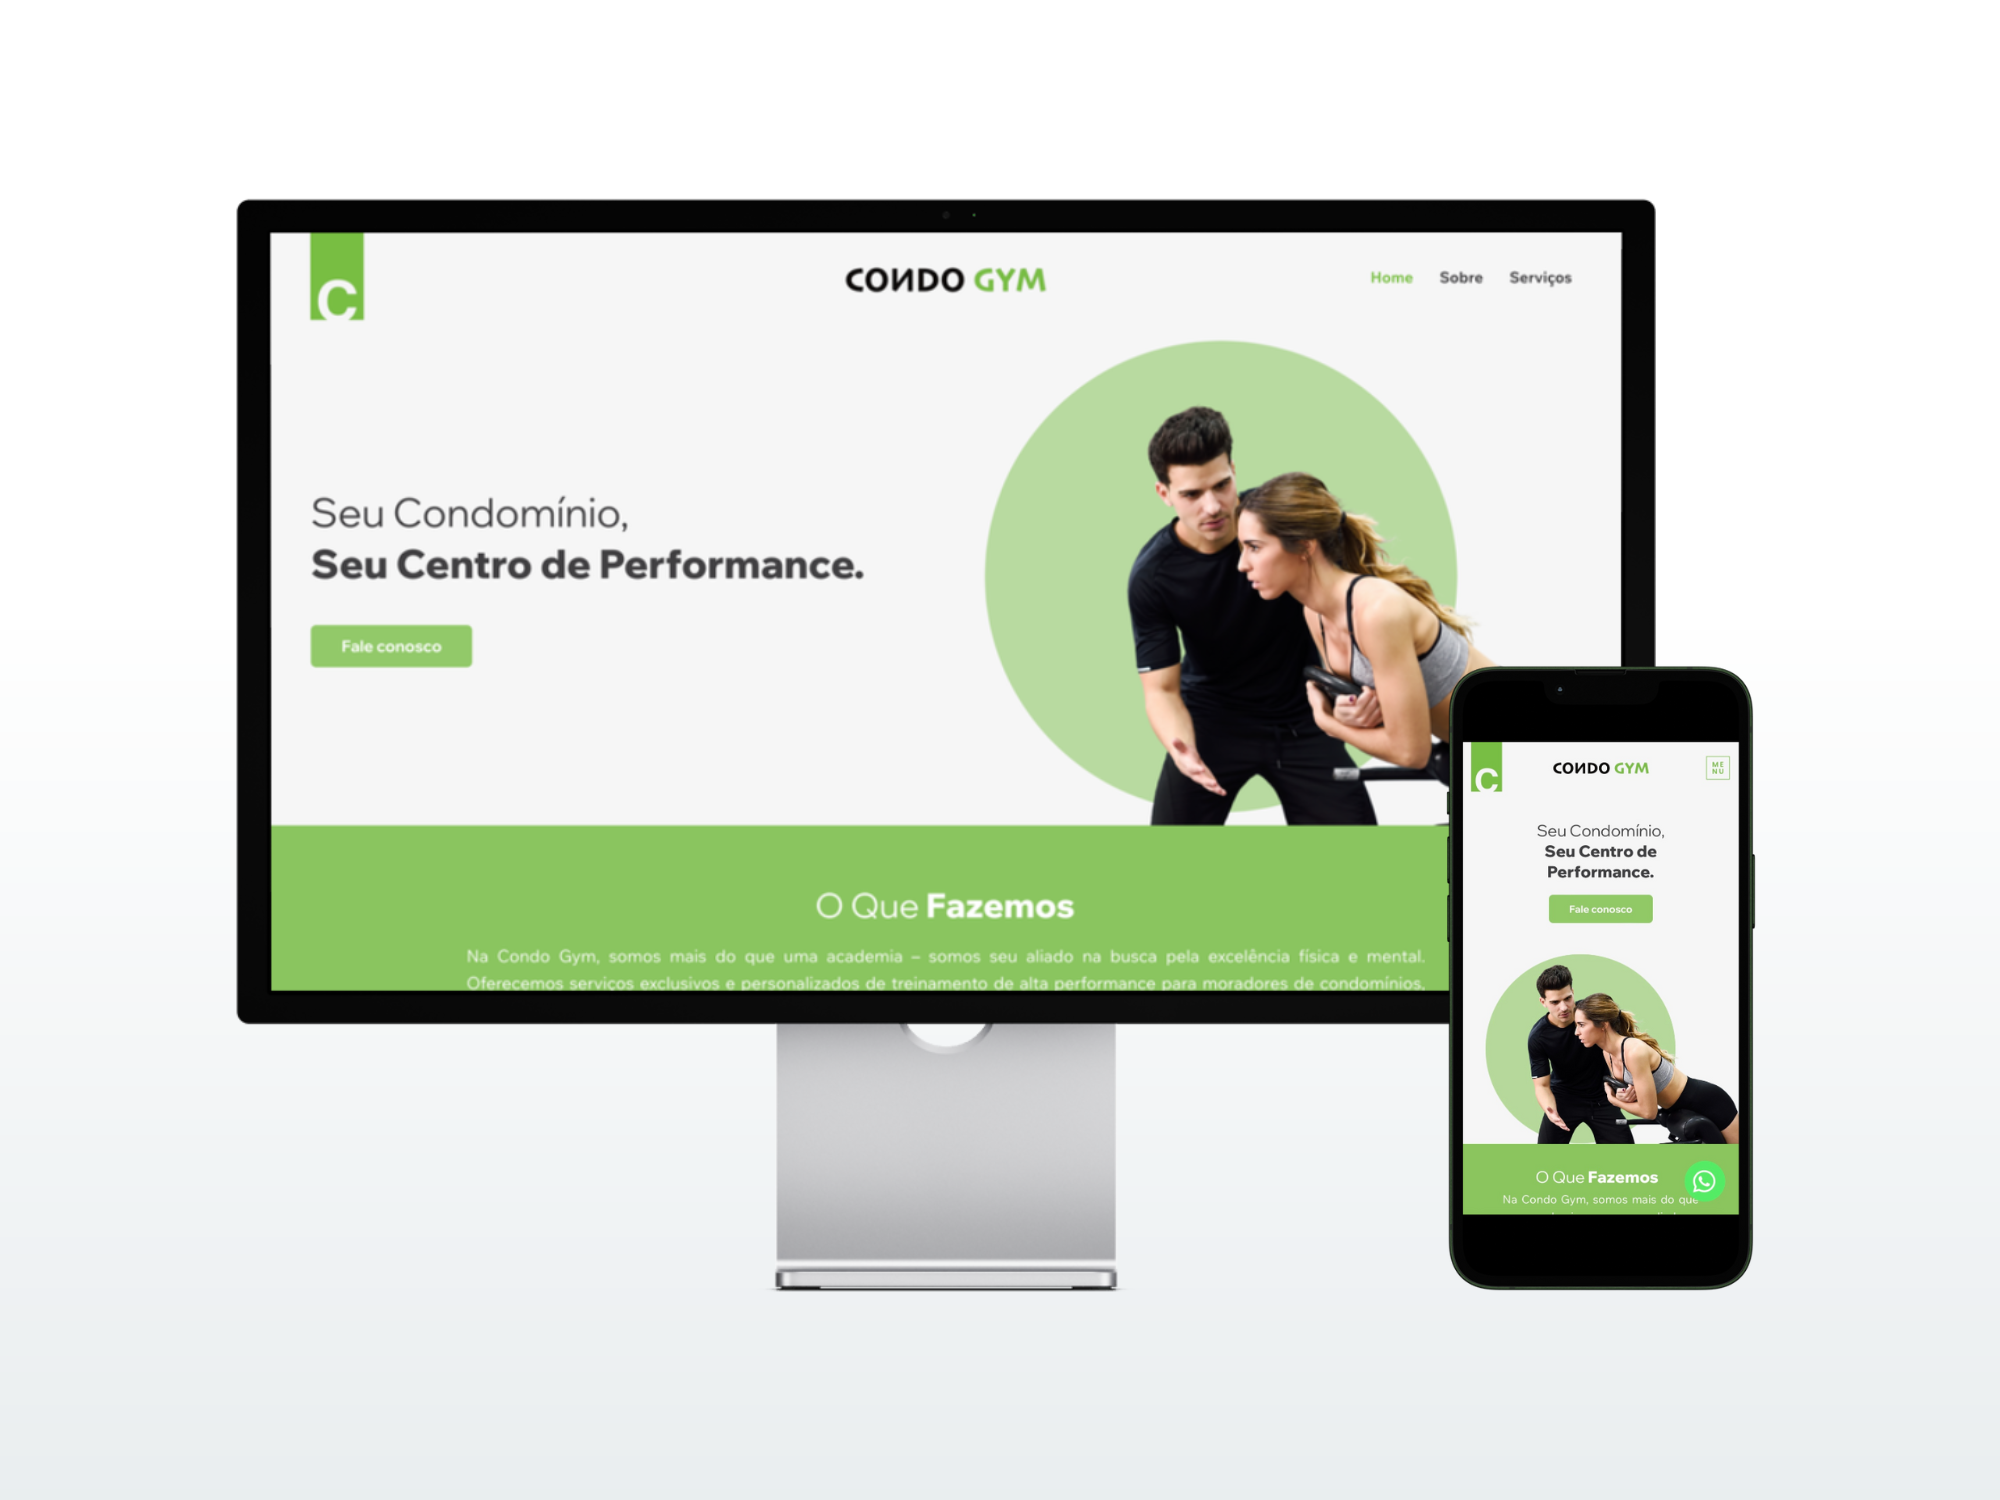 C
CONDO GYM
Home Sobre Serviços
Seu Condomínio,
Seu Centro de Performance.
Fale conosco
O Que Fazemos
Na Condo Gym, somos mais do que uma academia – somos seu aliado na busca pela excelência física e mental.
Oferecemos serviços exclusivos e personalizados de treinamento de alta performance para moradores de condomínios,
C
CONDO GYM
ME
NU
Seu Condomínio,
Seu Centro de
Performance.
Fale conosco
O Que Fazemos
Na Condo Gym, somos mais do que